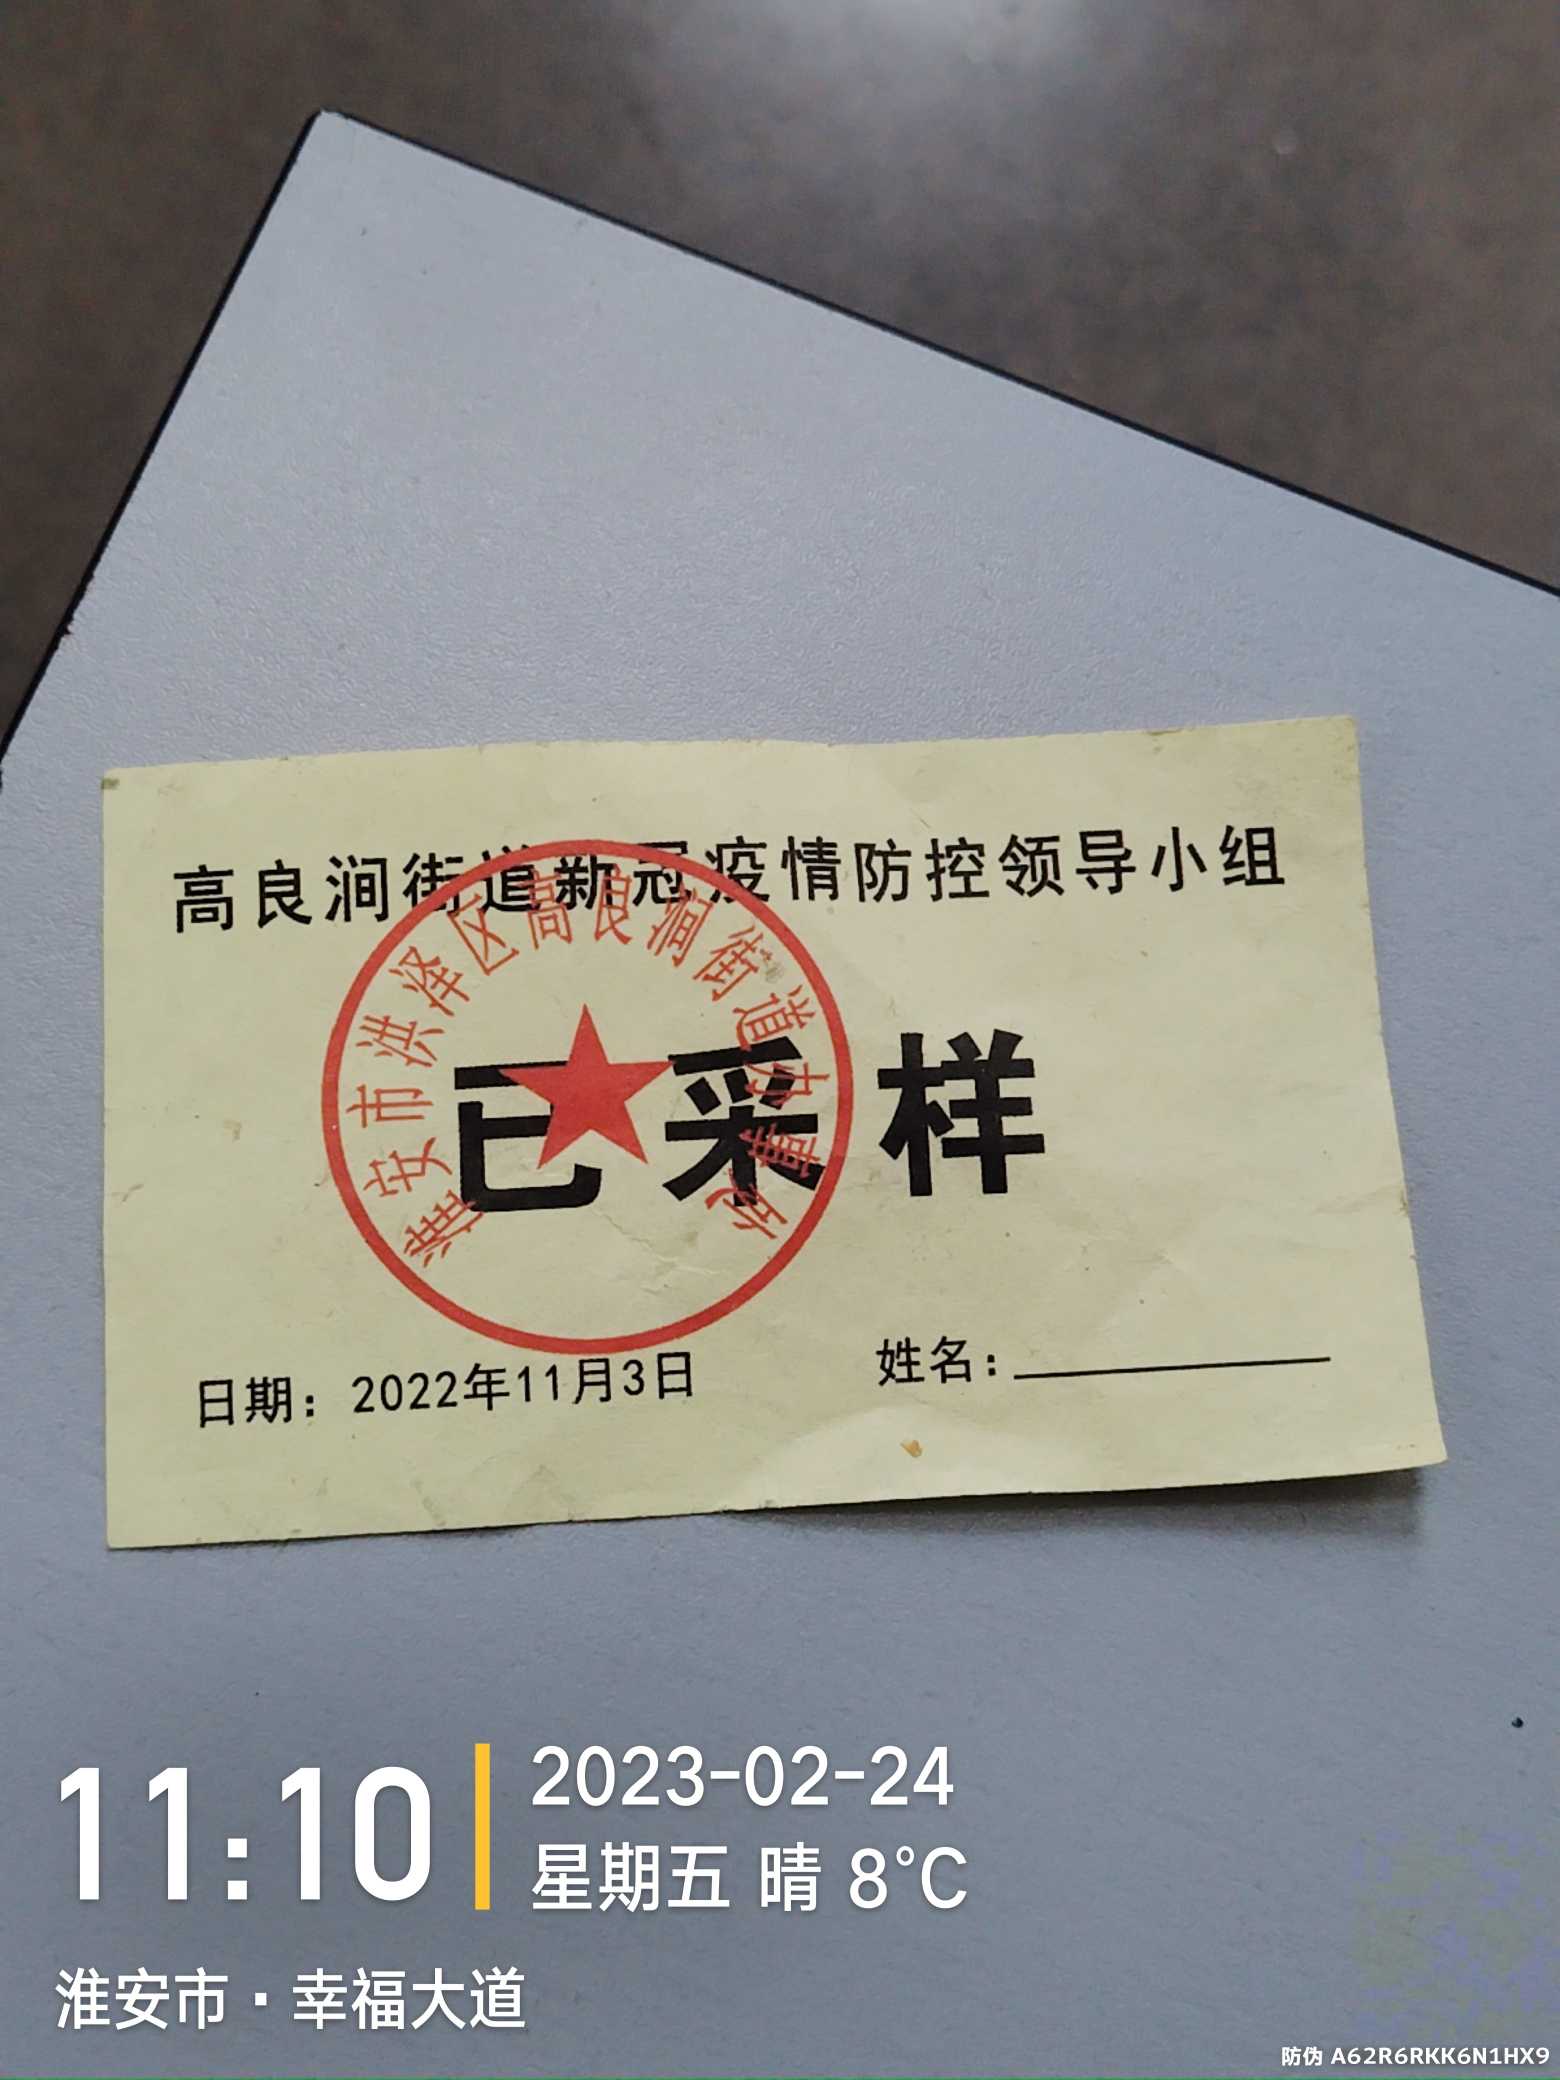 高良涧街道新冠疫情防控领导小组
淮安市洪泽区高良涧街道办事处
已采样
日期：2022年11月3日 姓名：
11:10
2023-02-24
星期五 晴 8℃
淮安市·幸福大道
防伪 A62R6RKK6N1HX9